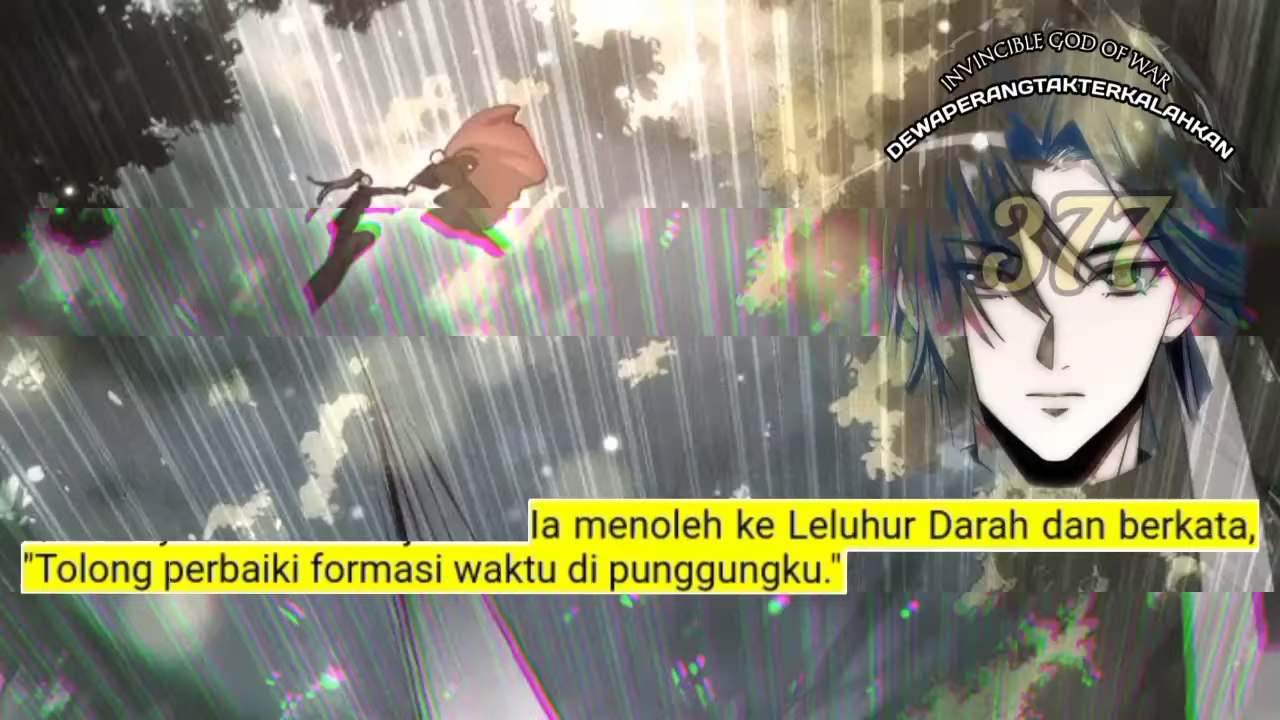 INVINCIBLE GOD OF WAR
DEWAPERANGTAKTERKALAHKAN
377
Ia menoleh ke Leluhur Darah dan berkata,
"Tolong perbaiki formasi waktu di punggungku."